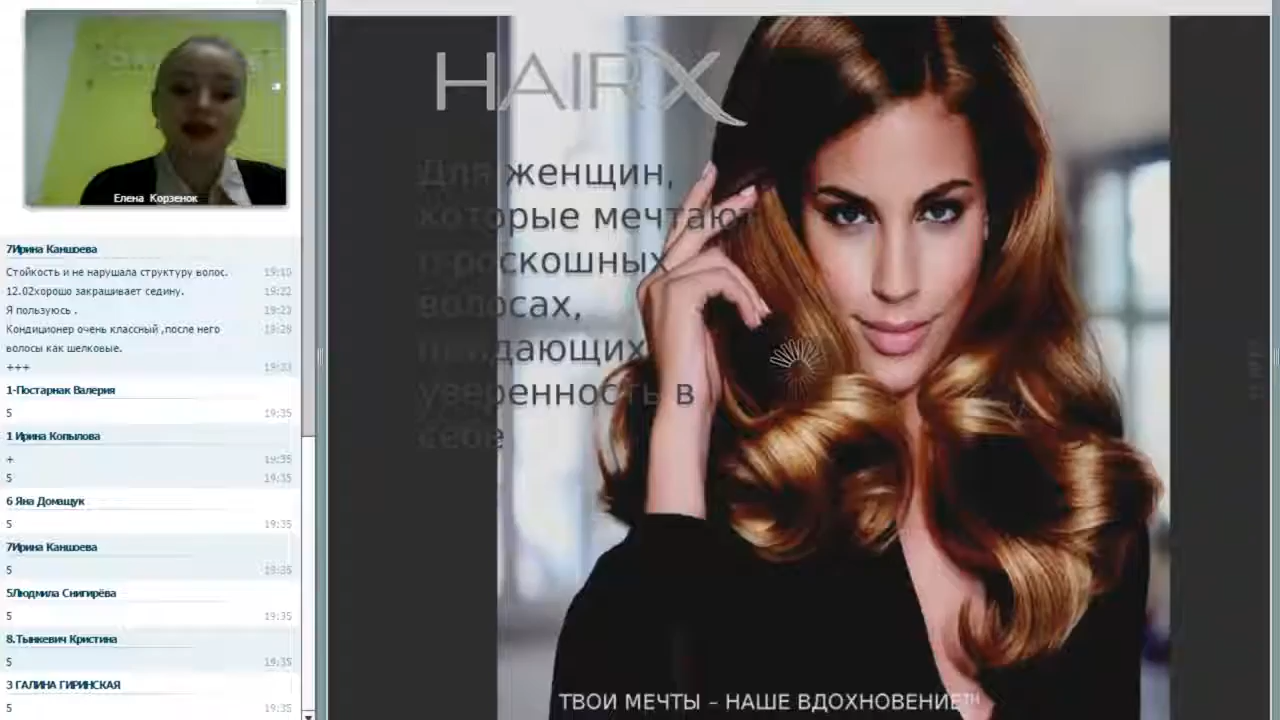 Елена Корзенок
7Ирина Каншоева
Стойкость и не нарушала структуру волос. 19:10
12.02хорошо закрашивает седину. 19:22
Я пользуюсь . 19:23
Кондиционер очень классный ,после него 19:28
волосы как шелковые.
+++ 19:33
1-Постарнак Валерия
5 19:35
1 Ирина Копылова
+ 19:35
5 19:35
6 Яна Домащук
5 19:35
7Ирина Каншоева
5 19:35
5Людмила Снигирёва
5 19:35
8.Тынкевич Кристина
5 19:35
3 ГАЛИНА ГИРИНСКАЯ
5 19:35
HAIRX
Для женщин,
которые мечтают
о роскошных
волосах,
придающих
уверенность в
себе
ТВОИ МЕЧТЫ – НАШЕ ВДОХНОВЕНИЕ™